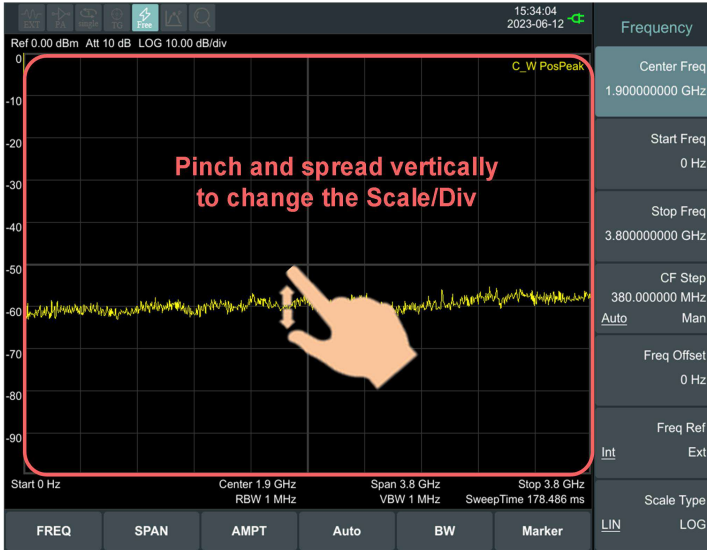 EXT PA single TG Free
15:34:04
2023-06-12
Ref 0.00 dBm Att 10 dB LOG 10.00 dB/div
C_W PosPeak
0
-10
-20
-30
-40
-50
-60
-70
-80
-90
Pinch and spread vertically
to change the Scale/Div
Start 0 Hz Center 1.9 GHz Span 3.8 GHz Stop 3.8 GHz
RBW 1 MHz VBW 1 MHz SweepTime 178.486 ms
FREQ SPAN AMPT Auto BW Marker
Frequency
Center Freq
1.900000000 GHz
Start Freq
0 Hz
Stop Freq
3.800000000 GHz
CF Step
380.000000 MHz
Auto Man
Freq Offset
0 Hz
Freq Ref
Int Ext
Scale Type
LIN LOG